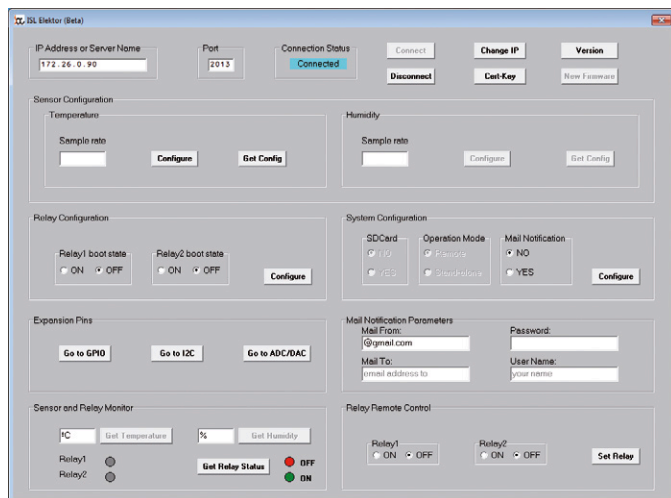 ISL Elektor (Beta)
IP Address or Server Name
172.26.0.90
Port
2013
Connection Status
Connected
Connect
Change IP
Version
Disconnect
Cert-Key
New Firmware
Sensor Configuration
Temperature
Sample rate
Configure
Get Config
Humidity
Sample rate
Configure
Get Config
Relay Configuration
Relay1 boot state
ON OFF
Relay2 boot state
ON OFF
Configure
System Configuration
SDCard
NO
YES
Operation Mode
Remote
Stand-alone
Mail Notification
NO
YES
Configure
Expansion Pins
Go to GPIO
Go to I2C
Go to ADC/DAC
Mail Notification Parameters
Mail From:
@gmail.com
Password:
Mail To:
email address to
User Name:
your name
Sensor and Relay Monitor
ºC
Get Temperature
%
Get Humidity
Relay1
Relay2
Get Relay Status
OFF
ON
Relay Remote Control
Relay1
ON OFF
Relay2
ON OFF
Set Relay